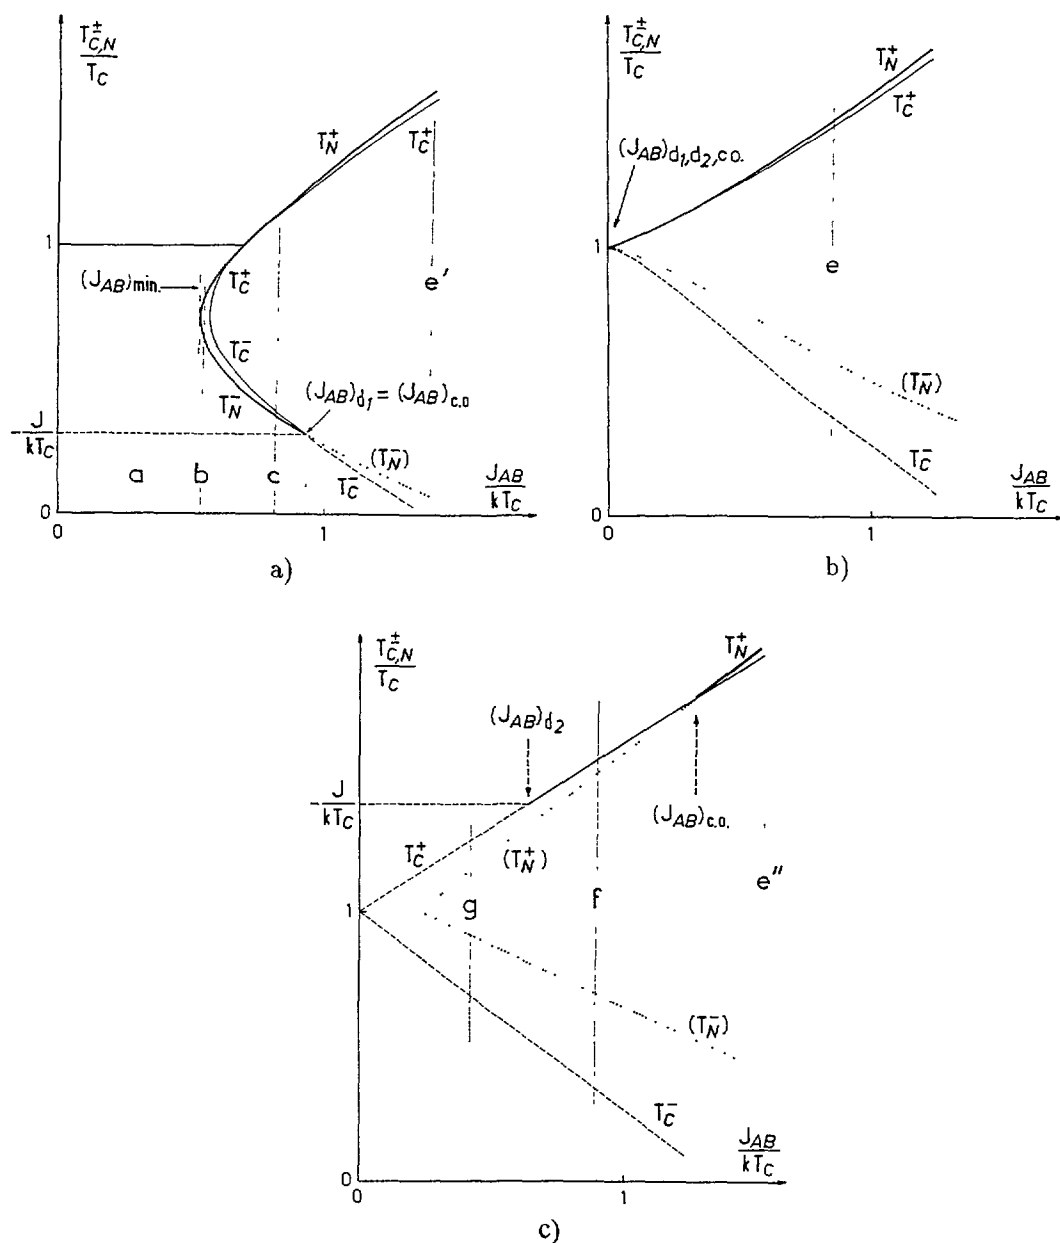 T±C,N
TC
T+N
T+C
1
(JAB)min.
T+C
e′
T−C
T−N
(JAB)d1 = (JAB)c.o
J
kTC
(T−N)
a
b
c
T−C
JAB
kTC
0
0
1
a)
T±C,N
TC
T+N
T+C
(JAB)d1,d2,c.o.
1
e
(T−N)
T−C
JAB
kTC
0
0
1
b)
T±C,N
TC
T+N
(JAB)d2
J
kTC
(JAB)c.o.
T+C
(T+N)
e″
1
g
f
(T−N)
T−C
JAB
kTC
0
0
1
c)